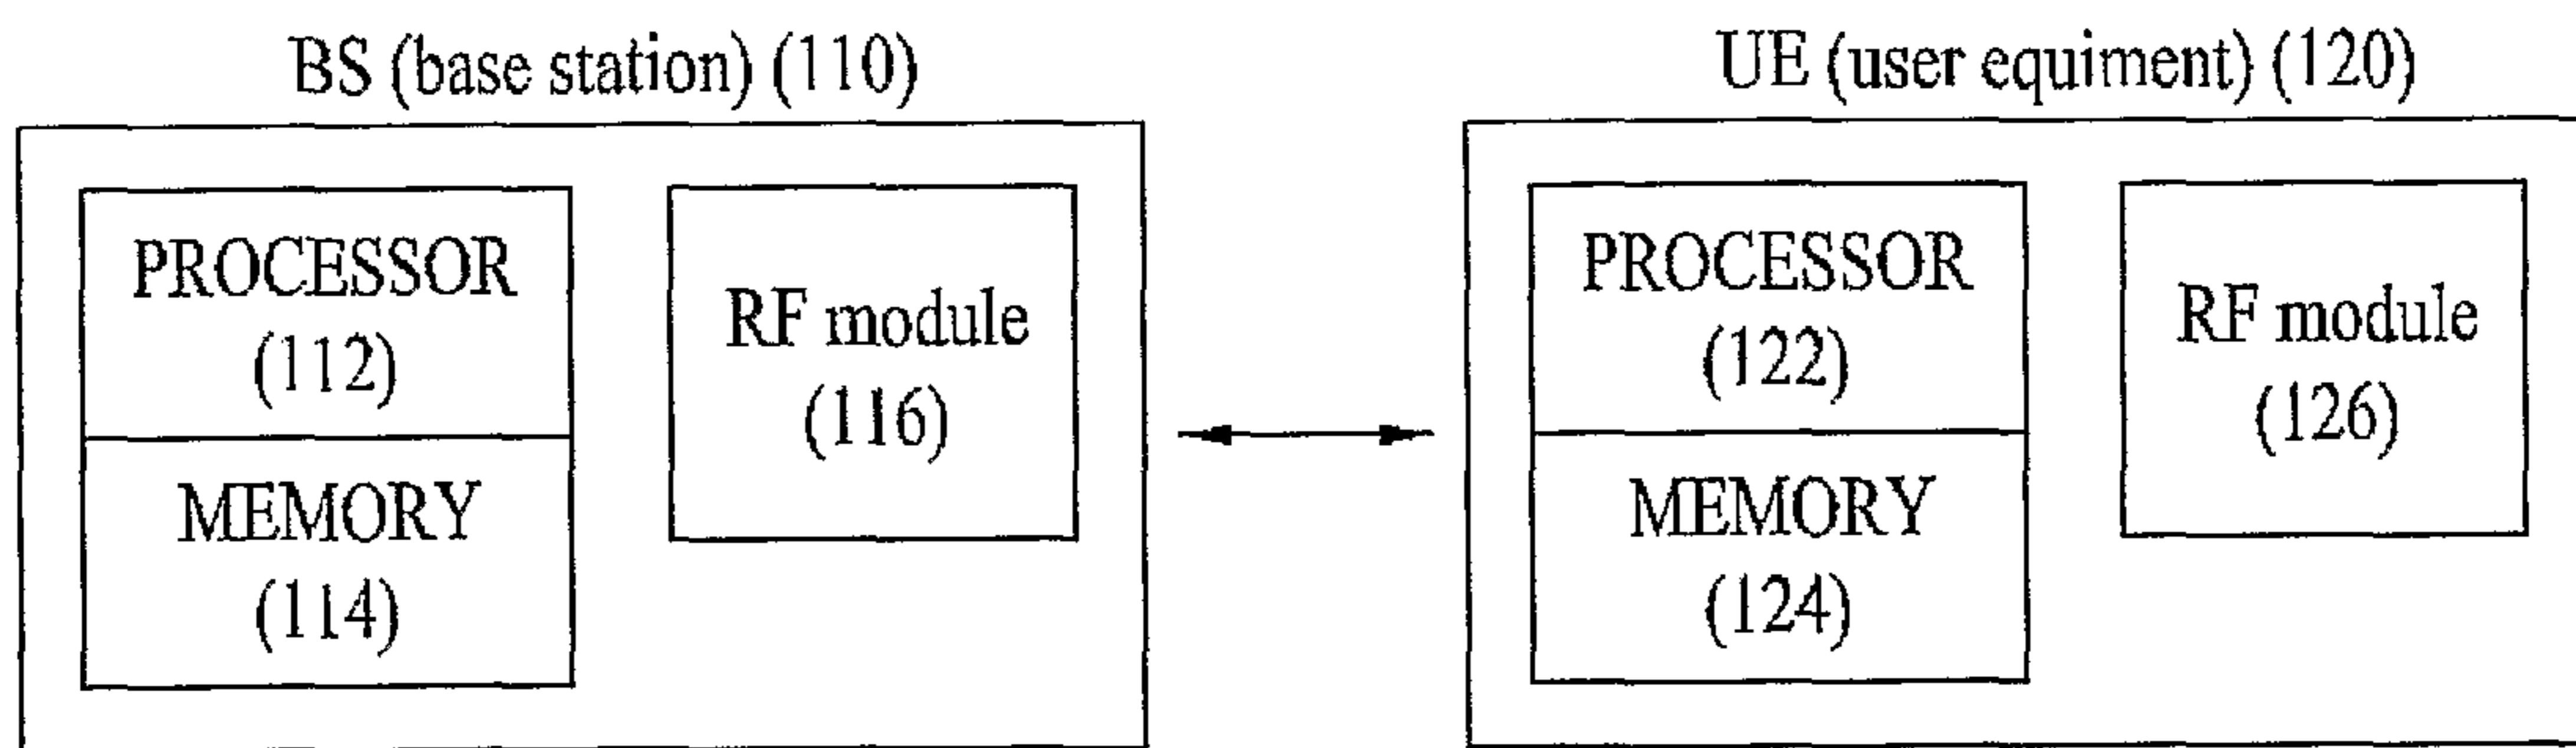 BS (base station) (110)
UE (user equiment) (120)
PROCESSOR
(112)
MEMORY
(114)
RF module
(116)
PROCESSOR
(122)
MEMORY
(124)
RF module
(126)